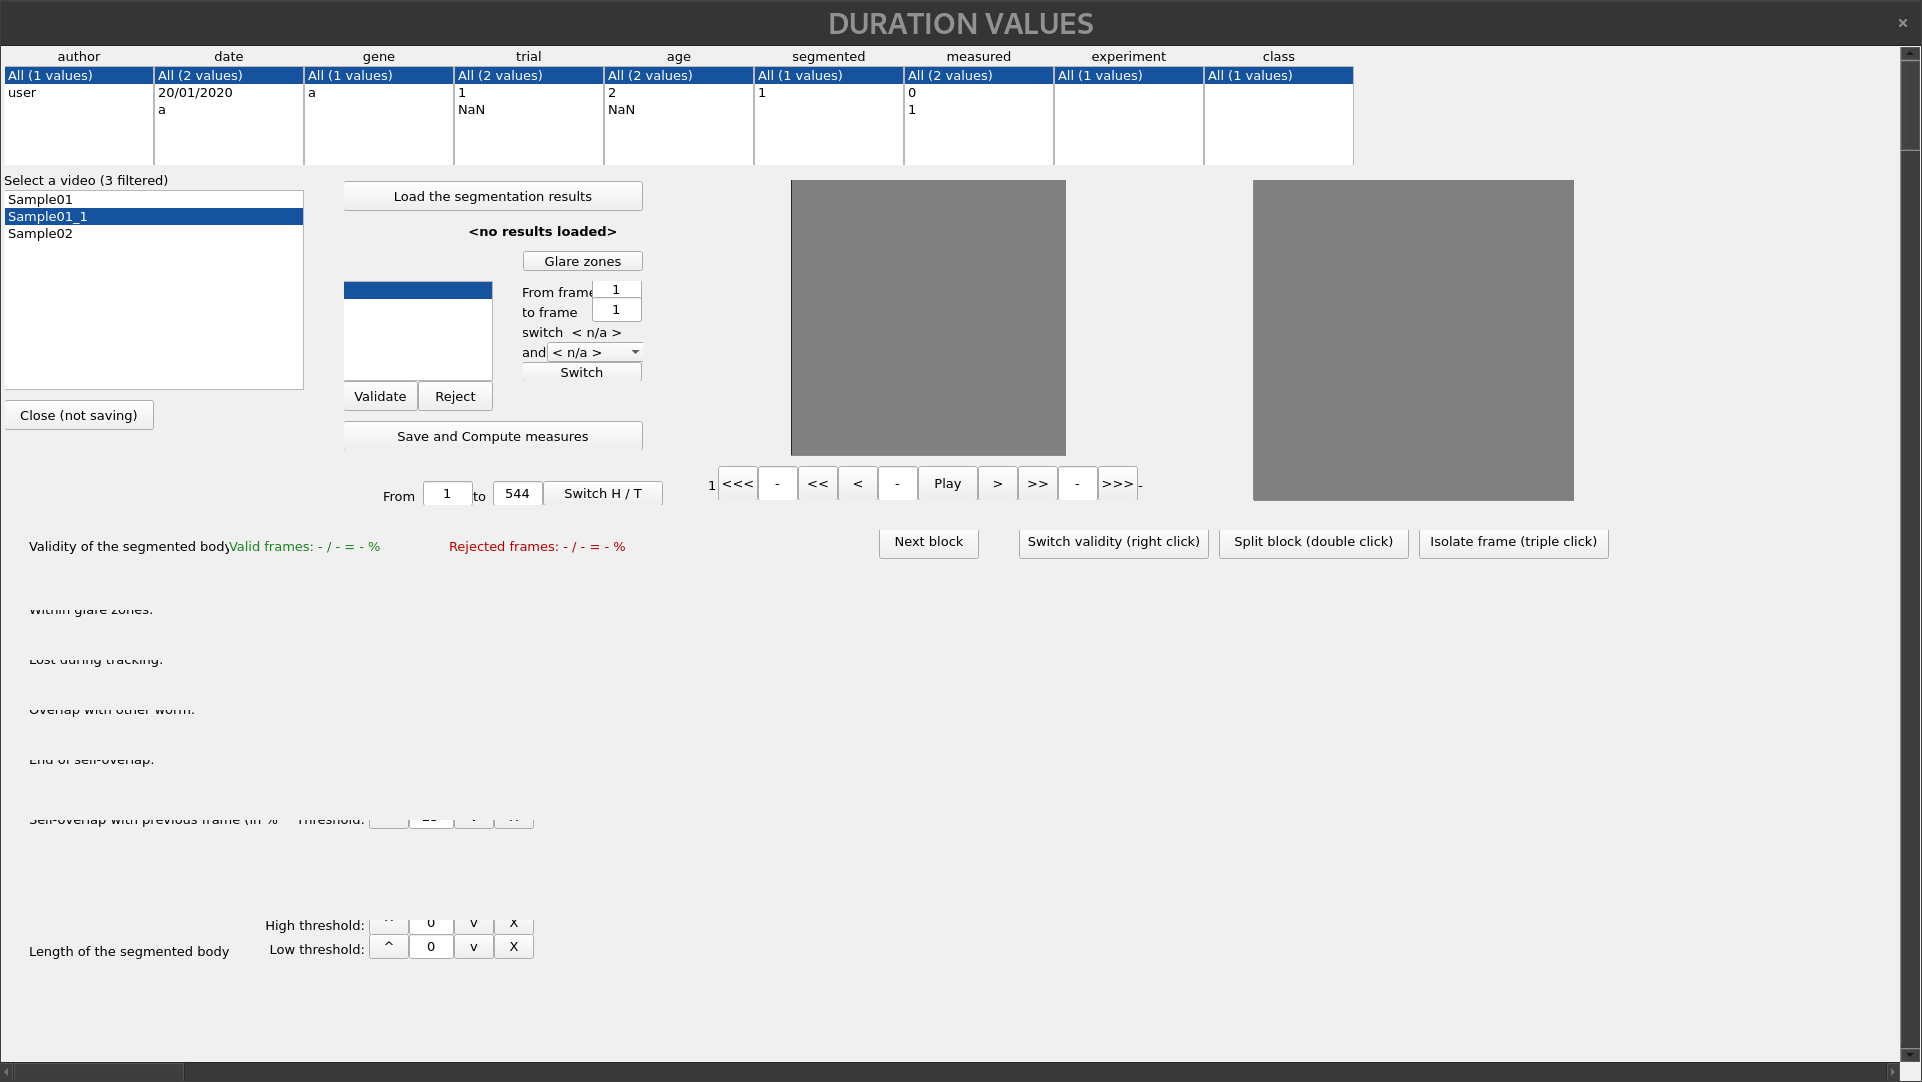 DURATION VALUES
author date gene trial age segmented measured experiment class
All (1 values) All (2 values) All (1 values) All (2 values) All (2 values) All (1 values) All (2 values) All (1 values) All (1 values)
user 20/01/2020 a 1 2 1 0
a NaN NaN 1
Select a video (3 filtered)
Sample01
Sample01_1
Sample02
Close (not saving)
Load the segmentation results
<no results loaded>
Glare zones
From frame 1
to frame 1
switch < n/a >
and < n/a >
Switch
Validate Reject
Save and Compute measures
From 1 to 544 Switch H / T
1 <<< - << < - Play > >> - >>> -
Validity of the segmented body Valid frames: - / - = - % Rejected frames: - / - = - % Next block Switch validity (right click) Split block (double click) Isolate frame (triple click)
Within glare zones:
Lost during tracking:
Overlap with other worm:
End of self-overlap:
Self-overlap with previous frame (in % Threshold:
High threshold: ^ 0 v X
Low threshold: ^ 0 v X
Length of the segmented body